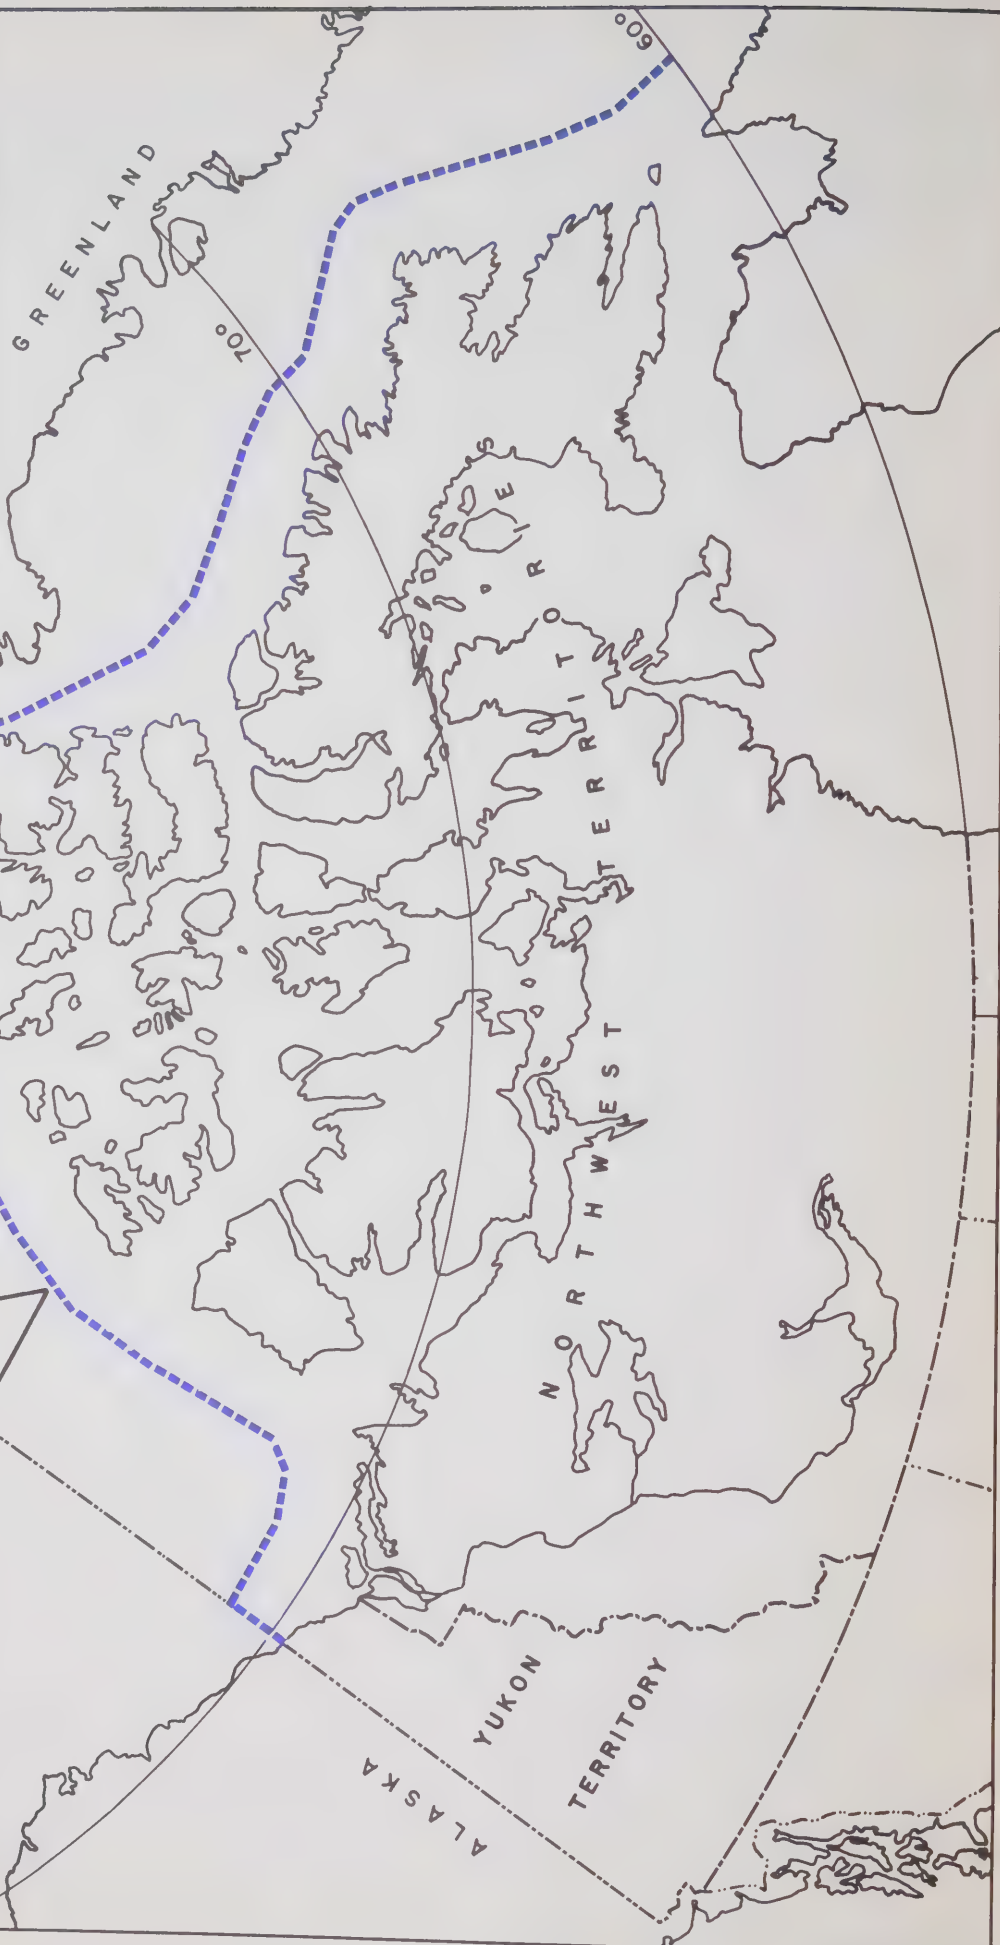 GREENLAND
60°
70°
NORTHWEST TERRITORIES
YUKON
TERRITORY
ALASKA